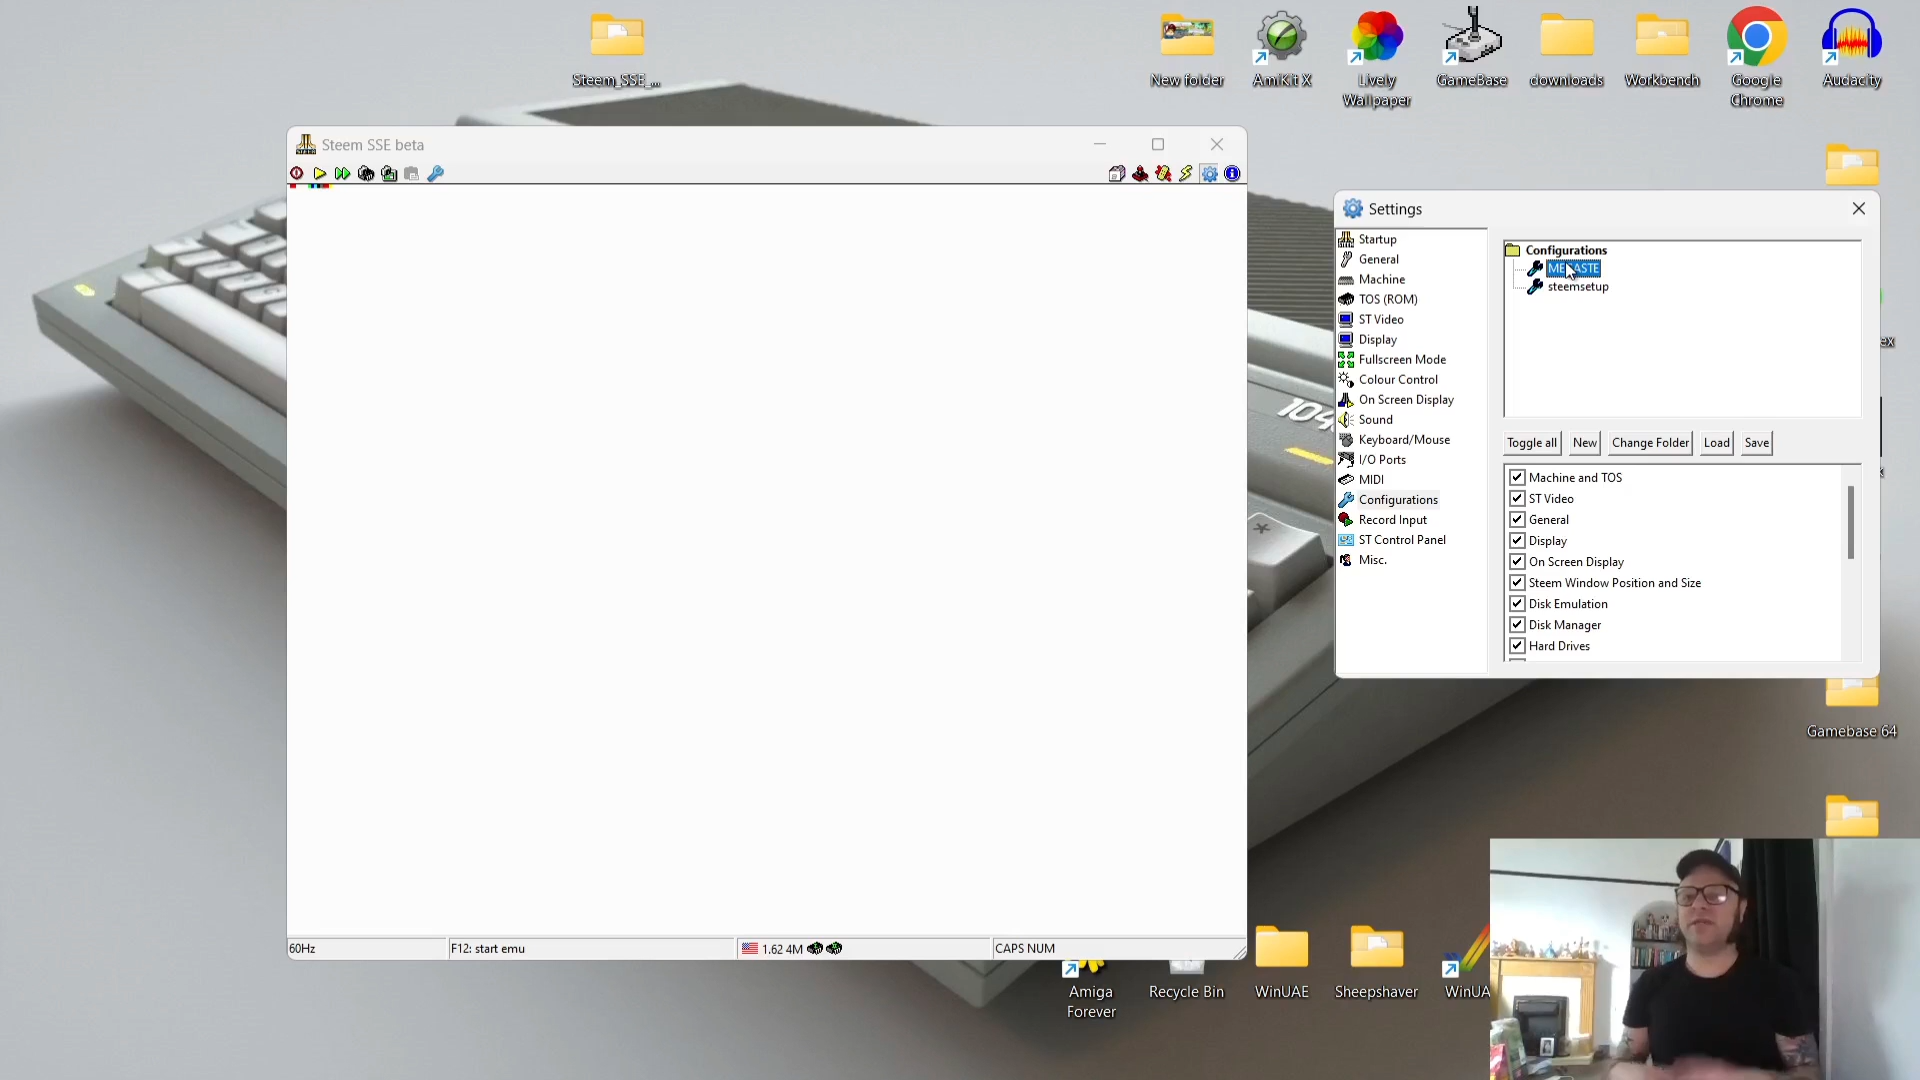 Steem_SSE_...
New folder
AmiKit X
Lively
Wallpaper
GameBase
downloads
Workbench
Google
Chrome
Audacity
Steem SSE beta
Settings
Startup
General
Machine
TOS (ROM)
ST Video
Display
Fullscreen Mode
Colour Control
On Screen Display
Sound
Keyboard/Mouse
I/O Ports
MIDI
Configurations
Record Input
ST Control Panel
Misc.
Configurations
steemsetup
Toggle all
New
Change Folder
Load
Save
Machine and TOS
ST Video
General
Display
On Screen Display
Steem Window Position and Size
Disk Emulation
Disk Manager
Hard Drives
ex
104
*
Gamebase 64
60Hz
F12: start emu
1.62 4M
CAPS NUM
Amiga
Forever
Recycle Bin
WinUAE
Sheepshaver
WinUA